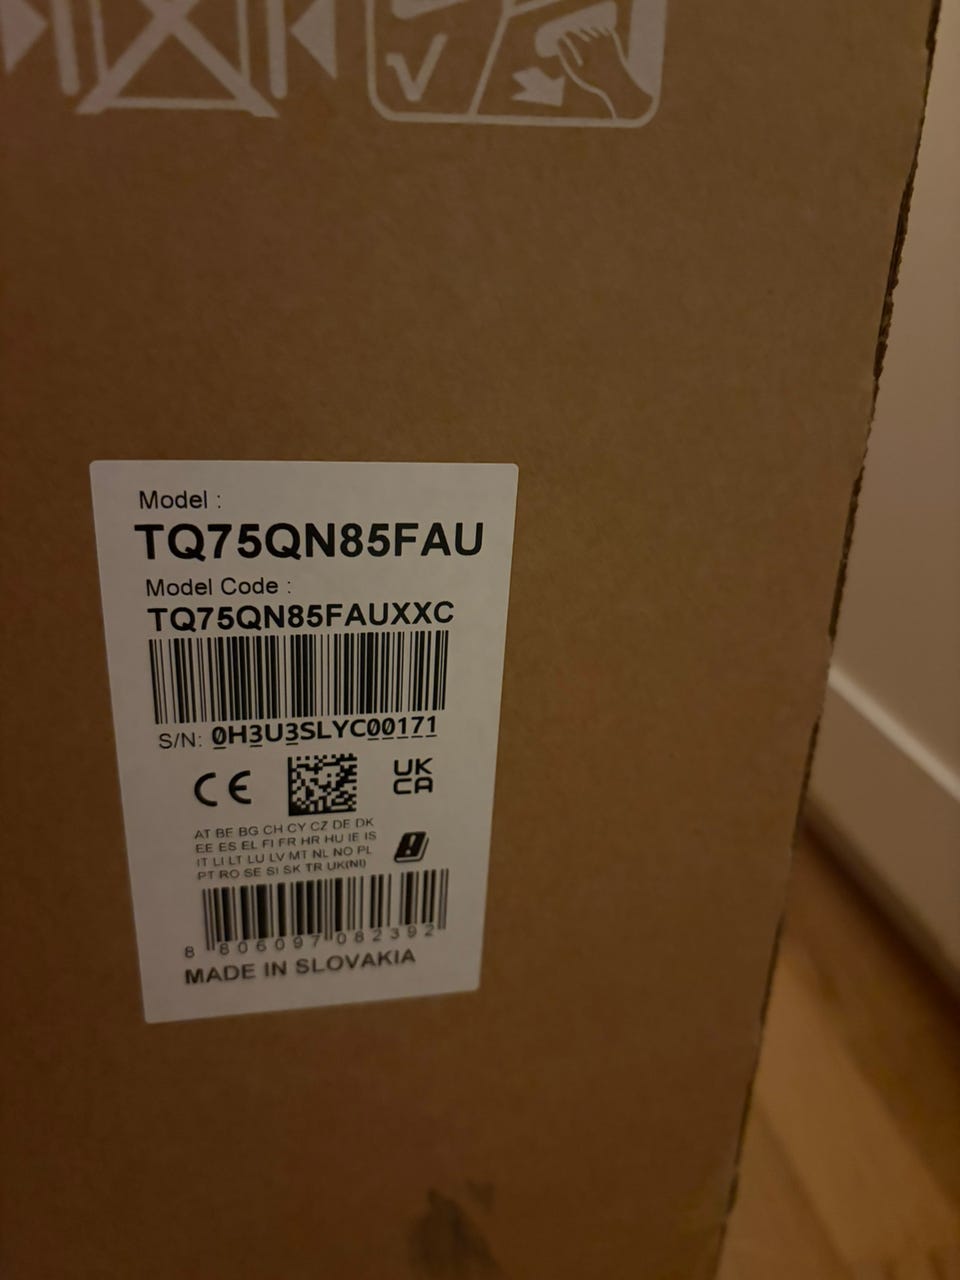 Model :
TQ75QN85FAU
Model Code :
TQ75QN85FAUXXC
S/N: 0H3U3SLYC00171
CE
UK
CA
AT BE BG CH CY CZ DE DK
EE ES EL FI FR HR HU IE IS
IT LI LT LU LV MT NL NO PL
PT RO SE SI SK TR UK(NI)
8 806097 082392
MADE IN SLOVAKIA